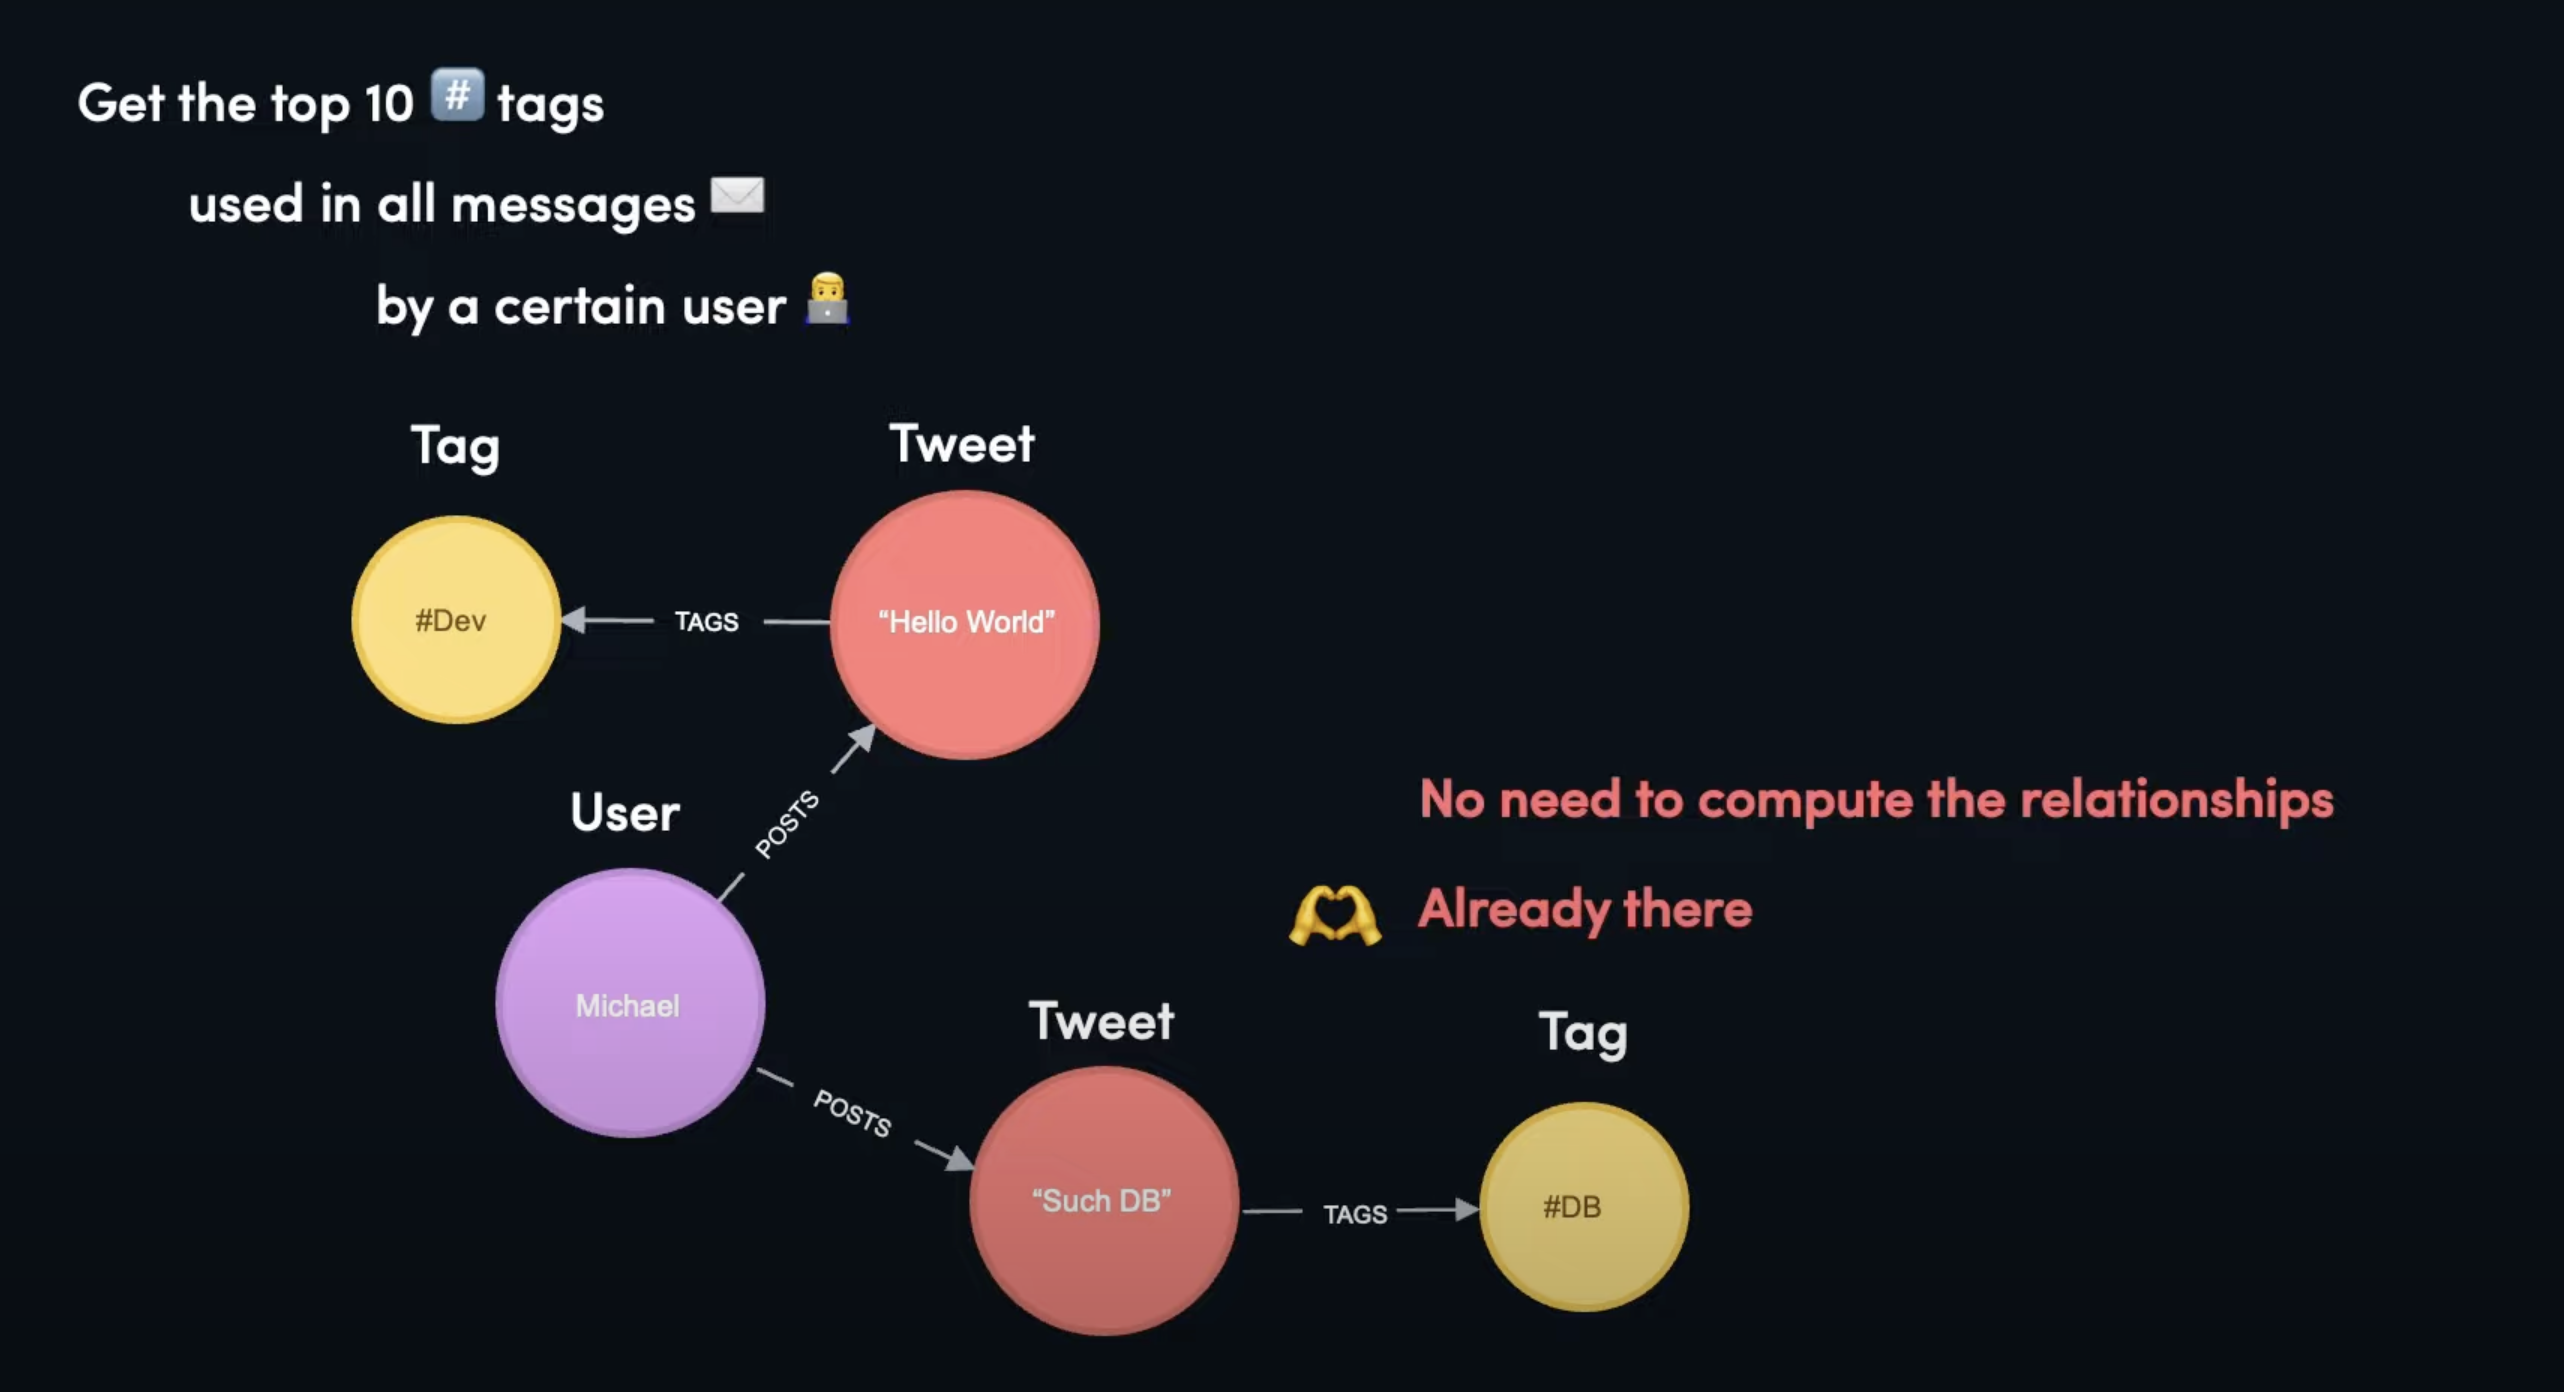 Get the top 10 #️⃣ tags
used in all messages ✉️
by a certain user 👨‍💻
Tag
Tweet
#Dev
TAGS
“Hello World”
POSTS
User
Michael
No need to compute the relationships
🫶 Already there
POSTS
Tweet
Tag
“Such DB”
TAGS
#DB